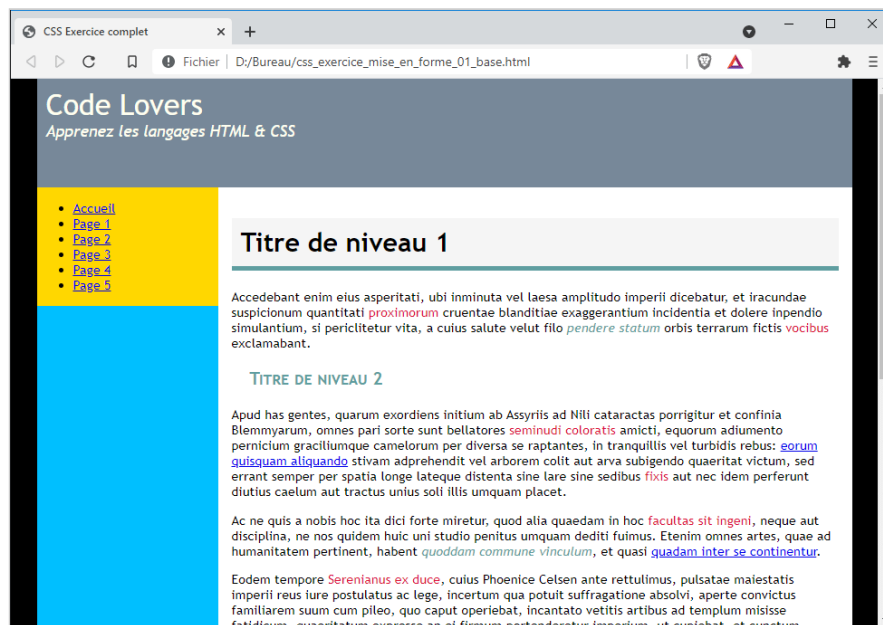 CSS Exercice complet
Fichier D:/Bureau/css_exercice_mise_en_forme_01_base.html
Code Lovers
Apprenez les langages HTML & CSS
Accueil
Page 1
Page 2
Page 3
Page 4
Page 5
Titre de niveau 1
Accedebant enim eius asperitati, ubi inminuta vel laesa amplitudo imperii dicebatur, et iracundae
suspicionum quantitati proximorum cruentae blanditiae exaggerantium incidentia et dolere inpendio
simulantium, si periclitetur vita, a cuius salute velut filo pendere statum orbis terrarum fictis vocibus
exclamabant.
Titre de niveau 2
Apud has gentes, quarum exordiens initium ab Assyriis ad Nili cataractas porrigitur et confinia
Blemmyarum, omnes pari sorte sunt bellatores seminudi coloratis amicti, equorum adiumento
pernicium graciliumque camelorum per diversa se raptantes, in tranquillis vel turbidis rebus: eorum
quisquam aliquando stivam adprehendit vel arborem colit aut arva subigendo quaeritat victum, sed
errant semper per spatia longe lateque distenta sine lare sine sedibus fixis aut nec idem perferunt
diutius caelum aut tractus unius soli illis umquam placet.
Ac ne quis a nobis hoc ita dici forte miretur, quod alia quaedam in hoc facultas sit ingeni, neque aut
disciplina, ne nos quidem huic uni studio penitus umquam dediti fuimus. Etenim omnes artes, quae ad
humanitatem pertinent, habent quoddam commune vinculum, et quasi quadam inter se continentur.
Eodem tempore Serenianus ex duce, cuius Phoenice Celsen ante rettulimus, pulsatae maiestatis
imperii reus iure postulatus ac lege, incertum qua potuit suffragatione absolvi, aperte convictus
familiarem suum cum pileo, quo caput operiebat, incantato vetitis artibus ad templum misisse